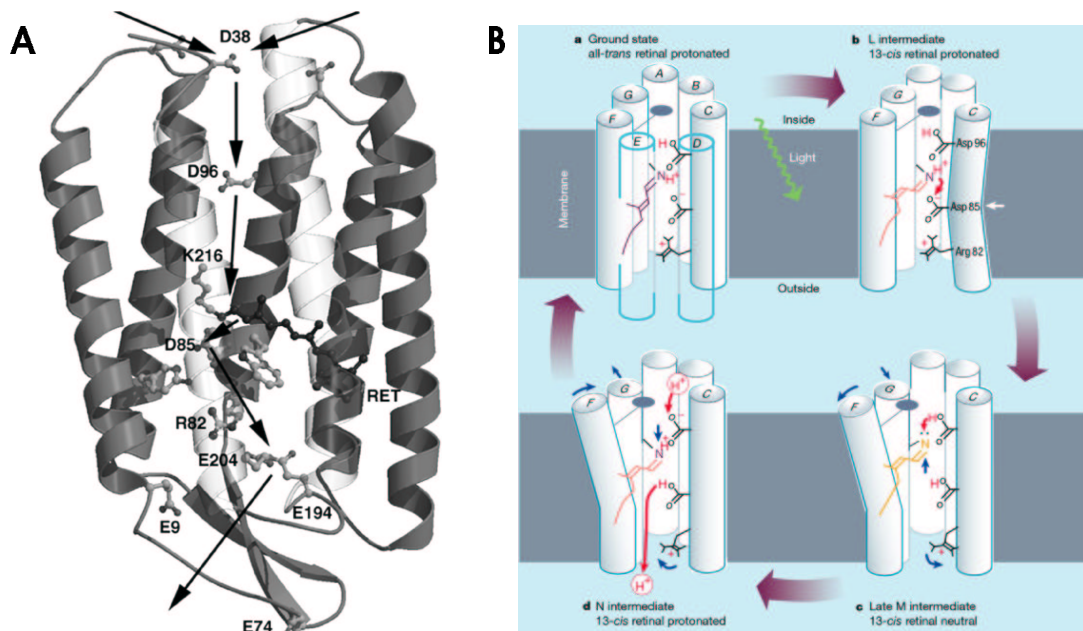 A
D38
D96
K216
D85
RET
R82
E204
E194
E9
E74
B
a Ground state
all-trans retinal protonated
b L intermediate
13-cis retinal protonated
A
B
G
C
F
E
D
H
N
H+
O
O
–
+
Light
Inside
Membrane
Outside
G
C
F
H
O
O
Asp 96
N
H+
O
O
–
Asp 85
+
Arg 82
G
F
C
H+
O
O
–
N
H+
H
O
O
+
H+
d N intermediate
13-cis retinal protonated
G
F
C
H
O
O
N
H
O
O
+
c Late M intermediate
13-cis retinal neutral